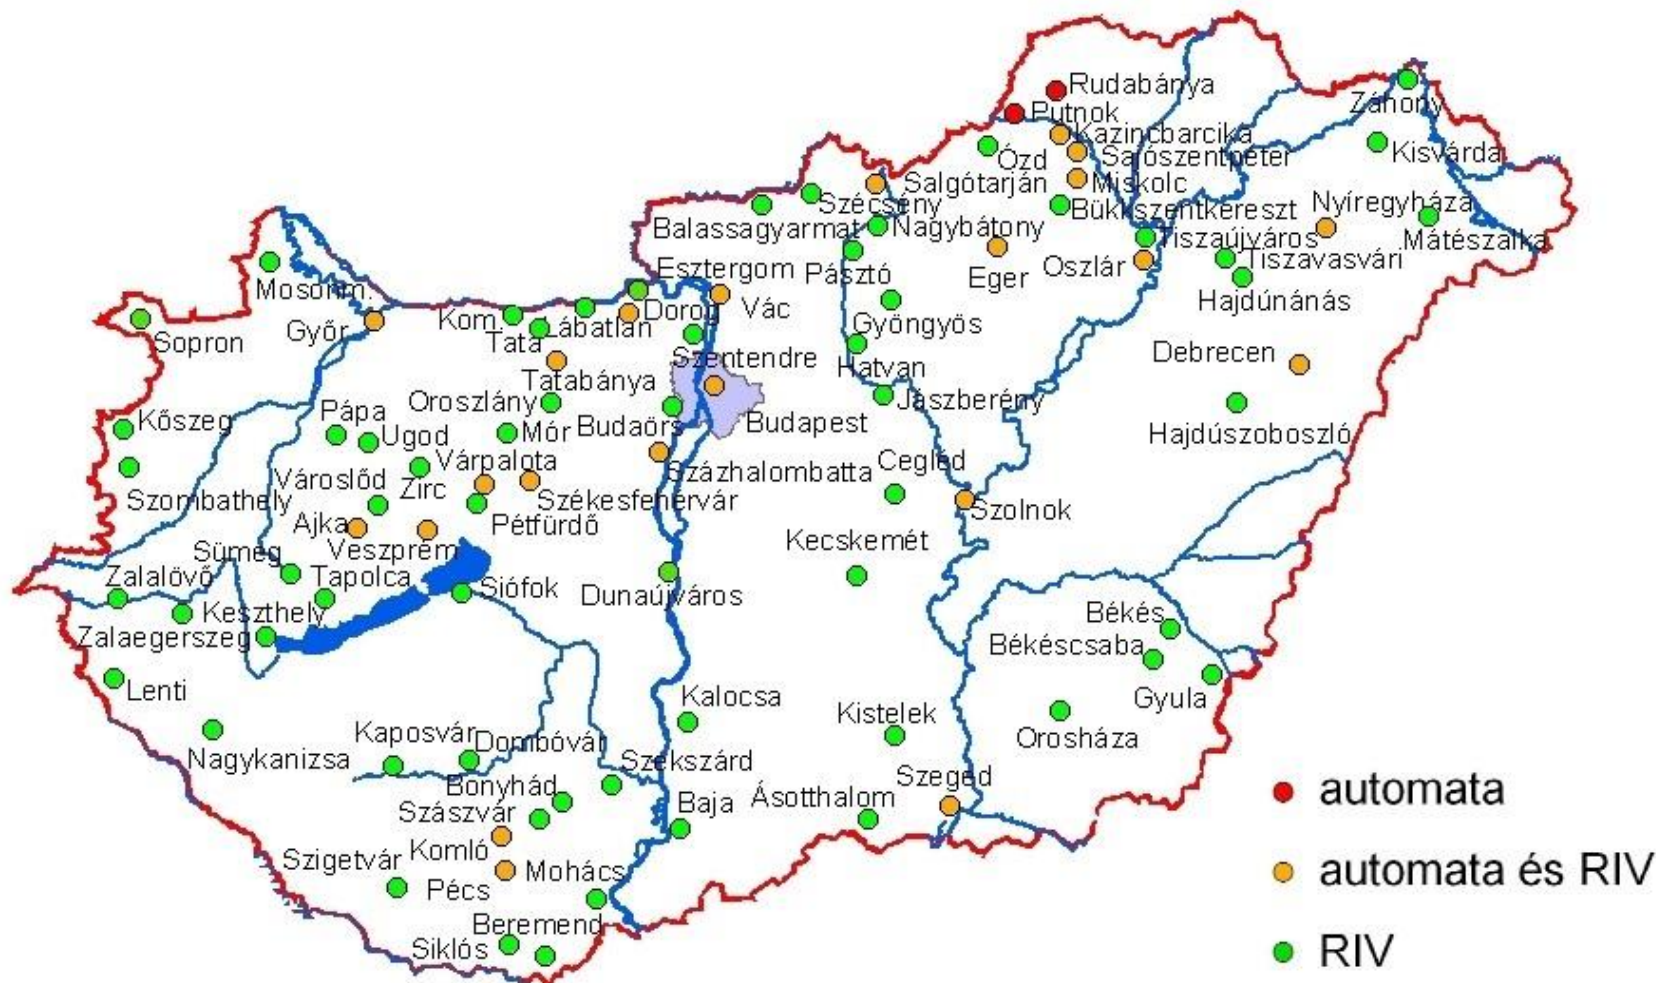 Rudabánya
Putnok
Záhony
Kazincbarcika
Ózd
Sajószentpéter
Kisvárda
Salgótarján
Miskolc
Szécsény
Bükkszentkereszt
Nyíregyháza
Balassagyarmat
Nagybátony
Tiszaújváros
Mátészalka
Esztergom
Pásztó
Eger
Oszlár
Tiszavasvári
Mosonm.
Hajdúnánás
Dorog
Vác
Kom.
Lábatlan
Gyöngyös
Győr
Sopron
Tata
Szentendre
Hatvan
Debrecen
Tatabánya
Oroszlány
Jászberény
Pápa
Kőszeg
Ugod
Mór
Budaörs
Budapest
Hajdúszoboszló
Várpalota
Cegléd
Városlőd
Zirc
Százhalombatta
Szombathely
Székesfehérvár
Szolnok
Ajka
Pétfürdő
Veszprém
Kecskemét
Sümeg
Zalalövő
Tapolca
Siófok
Dunaújváros
Keszthely
Békés
Zalaegerszeg
Békéscsaba
Lenti
Gyula
Kalocsa
Kistelek
Kaposvár
Dombóvár
Orosháza
Nagykanizsa
Szekszárd
Szeged
Bonyhád
automata
Baja
Ásotthalom
Szászvár
Komló
Szigetvár
Mohács
automata és RIV
Pécs
Beremend
Siklós
RIV